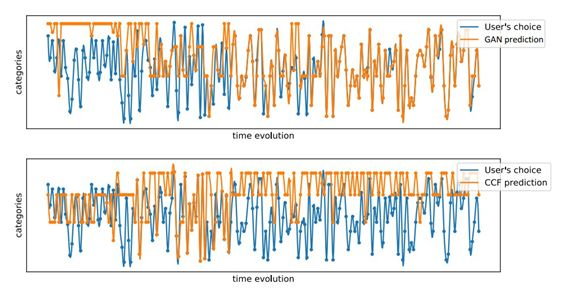 User's choice
GAN prediction
categories
time evolution
User's choice
CCF prediction
categories
time evolution